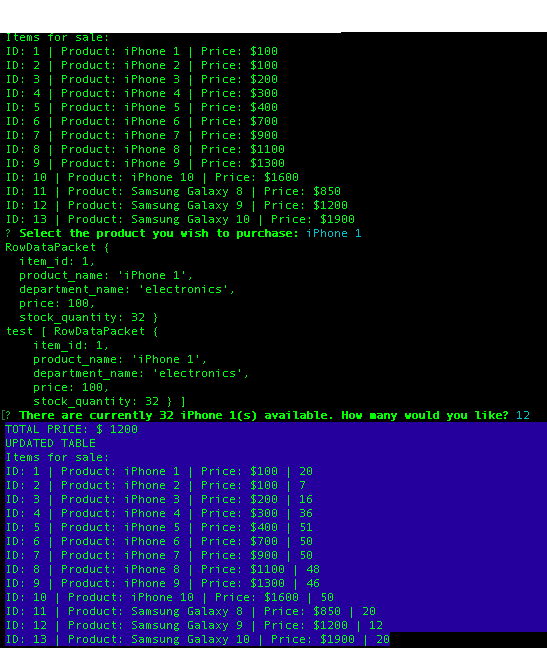 Items for sale:
ID: 1 | Product: iPhone 1 | Price: $100
ID: 2 | Product: iPhone 2 | Price: $100
ID: 3 | Product: iPhone 3 | Price: $200
ID: 4 | Product: iPhone 4 | Price: $300
ID: 5 | Product: iPhone 5 | Price: $400
ID: 6 | Product: iPhone 6 | Price: $700
ID: 7 | Product: iPhone 7 | Price: $900
ID: 8 | Product: iPhone 8 | Price: $1100
ID: 9 | Product: iPhone 9 | Price: $1300
ID: 10 | Product: iPhone 10 | Price: $1600
ID: 11 | Product: Samsung Galaxy 8 | Price: $850
ID: 12 | Product: Samsung Galaxy 9 | Price: $1200
ID: 13 | Product: Samsung Galaxy 10 | Price: $1900
? Select the product you wish to purchase: iPhone 1
RowDataPacket {
  item_id: 1,
  product_name: 'iPhone 1',
  department_name: 'electronics',
  price: 100,
  stock_quantity: 32 }
test [ RowDataPacket {
    item_id: 1,
    product_name: 'iPhone 1',
    department_name: 'electronics',
    price: 100,
    stock_quantity: 32 } ]
[? There are currently 32 iPhone 1(s) available. How many would you like? 12
TOTAL PRICE: $ 1200
UPDATED TABLE
Items for sale:
ID: 1 | Product: iPhone 1 | Price: $100 | 20
ID: 2 | Product: iPhone 2 | Price: $100 | 7
ID: 3 | Product: iPhone 3 | Price: $200 | 16
ID: 4 | Product: iPhone 4 | Price: $300 | 36
ID: 5 | Product: iPhone 5 | Price: $400 | 51
ID: 6 | Product: iPhone 6 | Price: $700 | 50
ID: 7 | Product: iPhone 7 | Price: $900 | 50
ID: 8 | Product: iPhone 8 | Price: $1100 | 48
ID: 9 | Product: iPhone 9 | Price: $1300 | 46
ID: 10 | Product: iPhone 10 | Price: $1600 | 50
ID: 11 | Product: Samsung Galaxy 8 | Price: $850 | 20
ID: 12 | Product: Samsung Galaxy 9 | Price: $1200 | 12
ID: 13 | Product: Samsung Galaxy 10 | Price: $1900 | 20